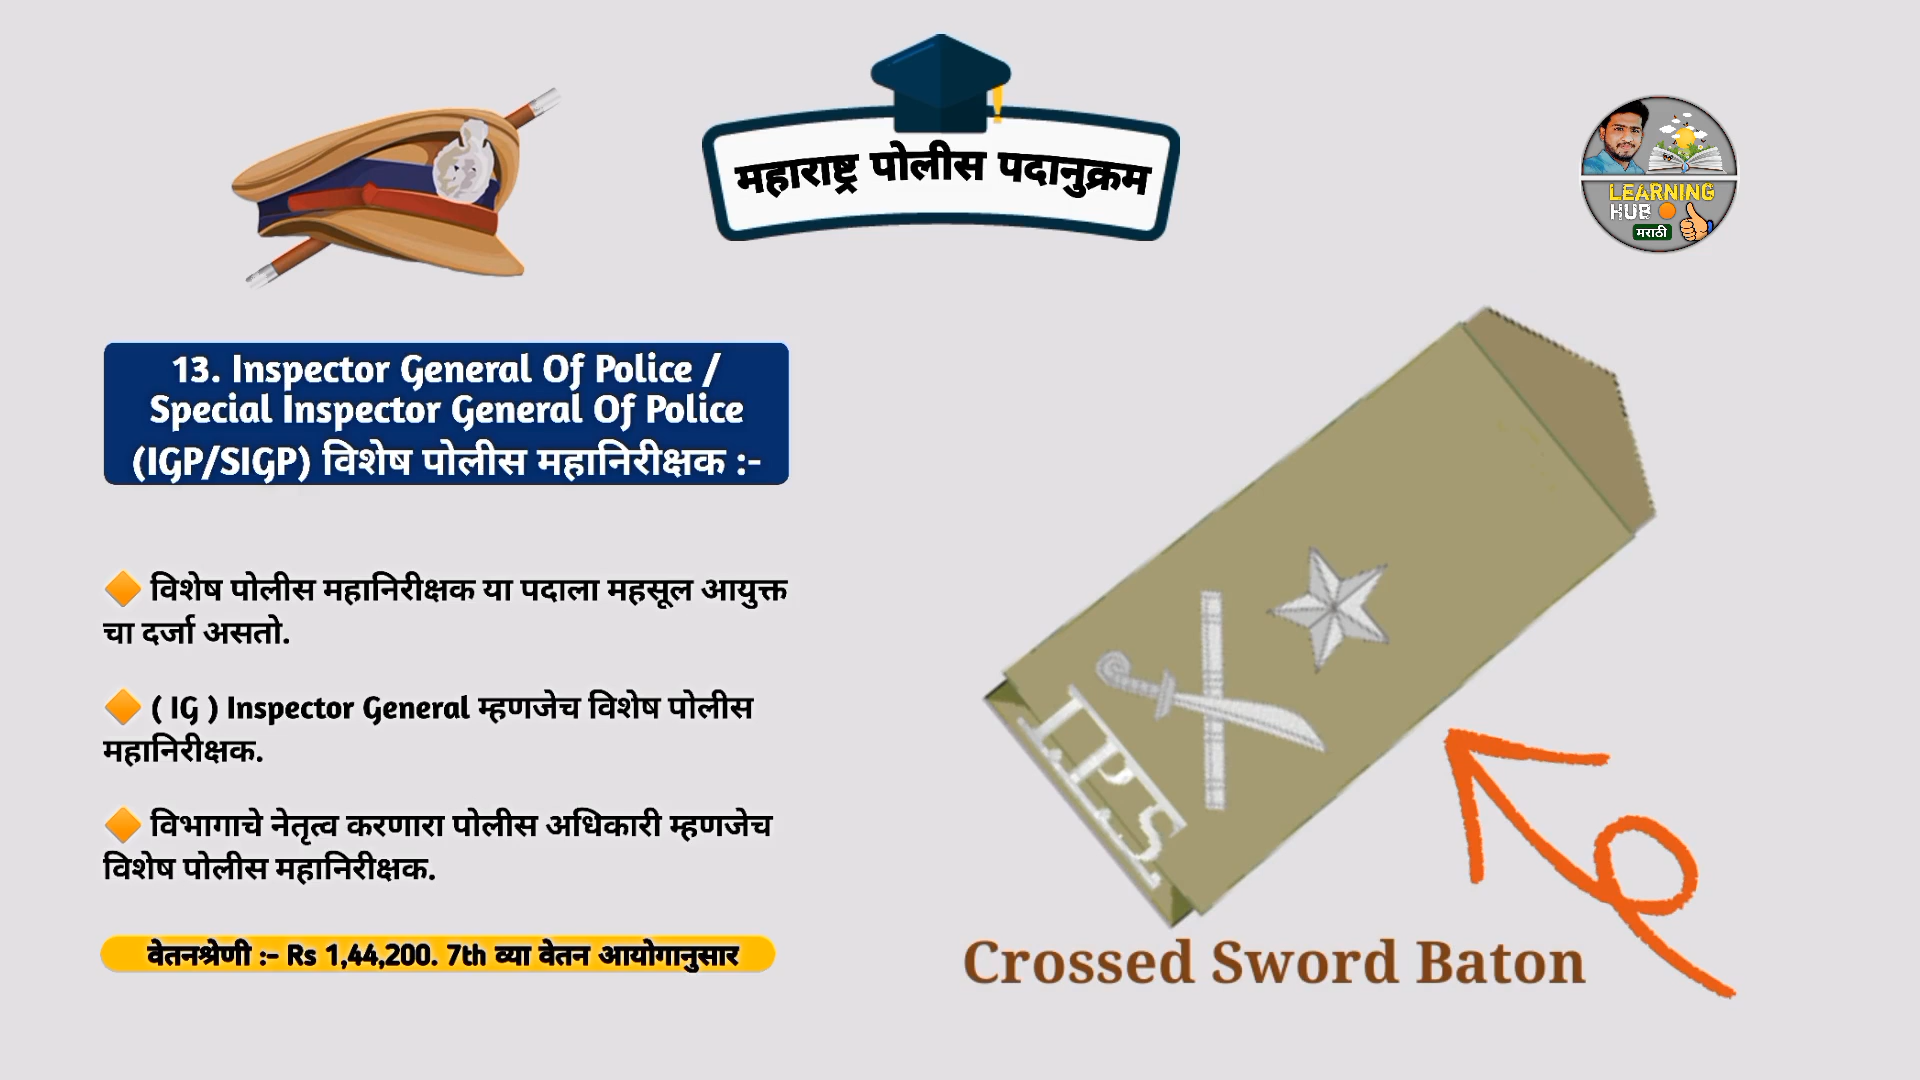 महाराष्ट्र पोलीस पदानुक्रम
LEARNING
HUB
मराठी
13. Inspector General Of Police /
Special Inspector General Of Police
(IGP/SIGP) विशेष पोलीस महानिरीक्षक :-
🔶 विशेष पोलीस महानिरीक्षक या पदाला महसूल आयुक्त
चा दर्जा असतो.
🔶 ( IG ) Inspector General म्हणजेच विशेष पोलीस
महानिरीक्षक.
🔶 विभागाचे नेतृत्व करणारा पोलीस अधिकारी म्हणजेच
विशेष पोलीस महानिरीक्षक.
वेतनश्रेणी :- Rs 1,44,200. 7th व्या वेतन आयोगानुसार
I.P.S
Crossed Sword Baton